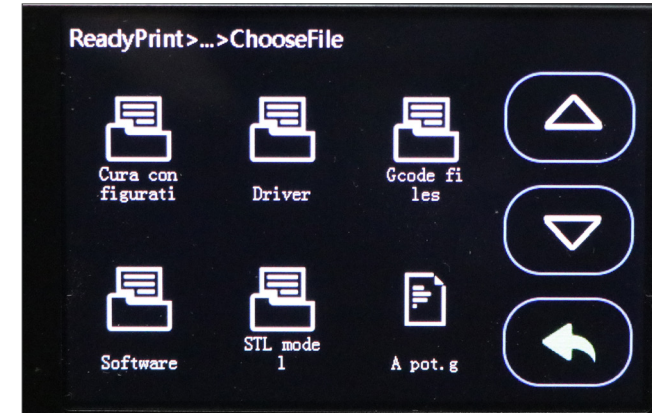 ReadyPrint>...>ChooseFile
Cura con
figurati
Driver
Gcode fi
les
Software
STL mode
l
A pot.g